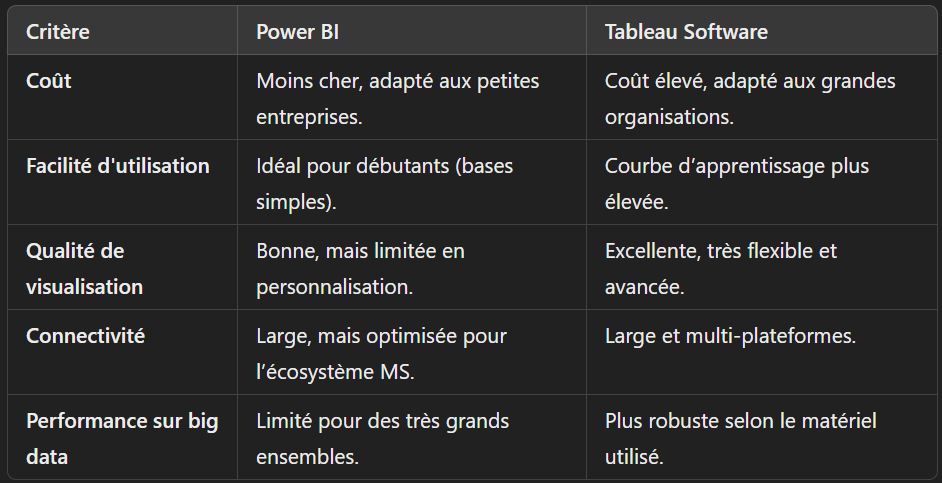 Critère Power BI Tableau Software
Coût Moins cher, adapté aux petites Coût élevé, adapté aux grandes
entreprises. organisations.
Facilité d'utilisation Idéal pour débutants (bases Courbe d’apprentissage plus
simples). élevée.
Qualité de Bonne, mais limitée en Excellente, très flexible et
visualisation personnalisation. avancée.
Connectivité Large, mais optimisée pour Large et multi-plateformes.
l’écosystème MS.
Performance sur big Limité pour des très grands Plus robuste selon le matériel
data ensembles. utilisé.